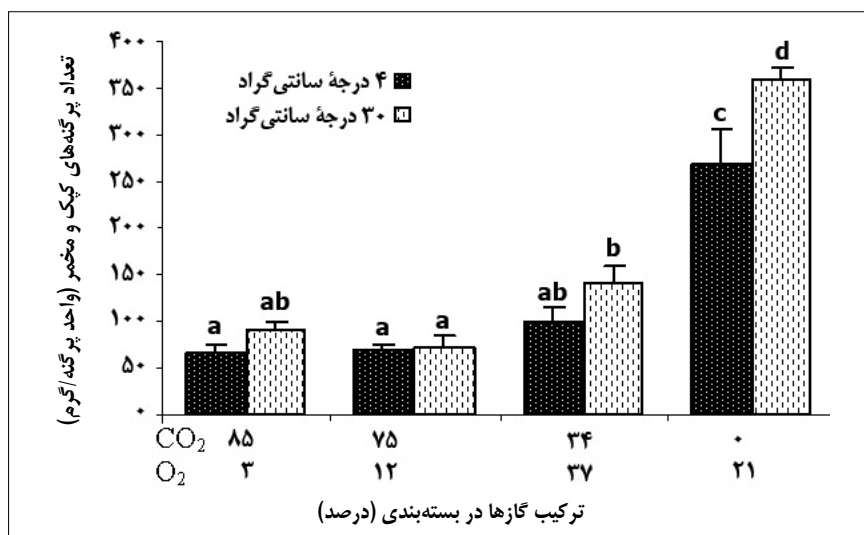 تعداد پرگنه‌های کپک و مخمر (واحد پرگنه/گرم)
۴۰۰
۳۵۰
۳۰۰
۲۵۰
۲۰۰
۱۵۰
۱۰۰
۵۰
۰
۴ درجۀ سانتی‌گراد
۳۰ درجۀ سانتی‌گراد
a ab a a ab b c d
CO₂ ۸۵ ۷۵ ۳۴ ۰
O₂ ۳ ۱۲ ۳۷ ۲۱
ترکیب گازها در بسته‌بندی (درصد)